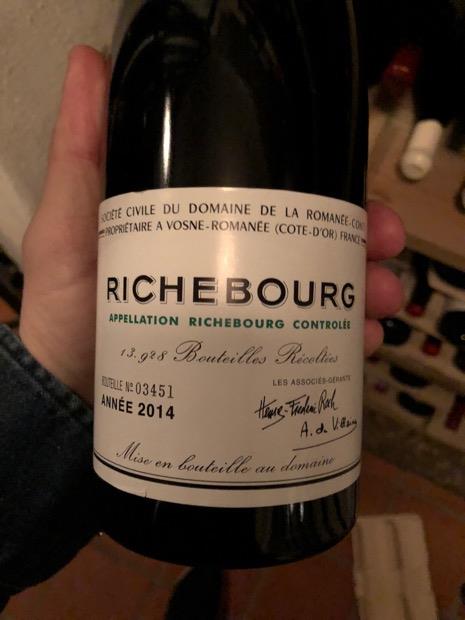 SOCIÉTÉ CIVILE DU DOMAINE DE LA ROMANÉE-CONTI
PROPRIÉTAIRE A VOSNE-ROMANÉE (COTE-D'OR) FRANCE
RICHEBOURG
APPELLATION RICHEBOURG CONTROLÉE
13.928 Bouteilles Récoltées
BOUTEILLE No 03451
LES ASSOCIÉS-GÉRANTS
ANNÉE 2014
Henry-Frédéric Roch
A. de Villaine
Mise en bouteille au domaine